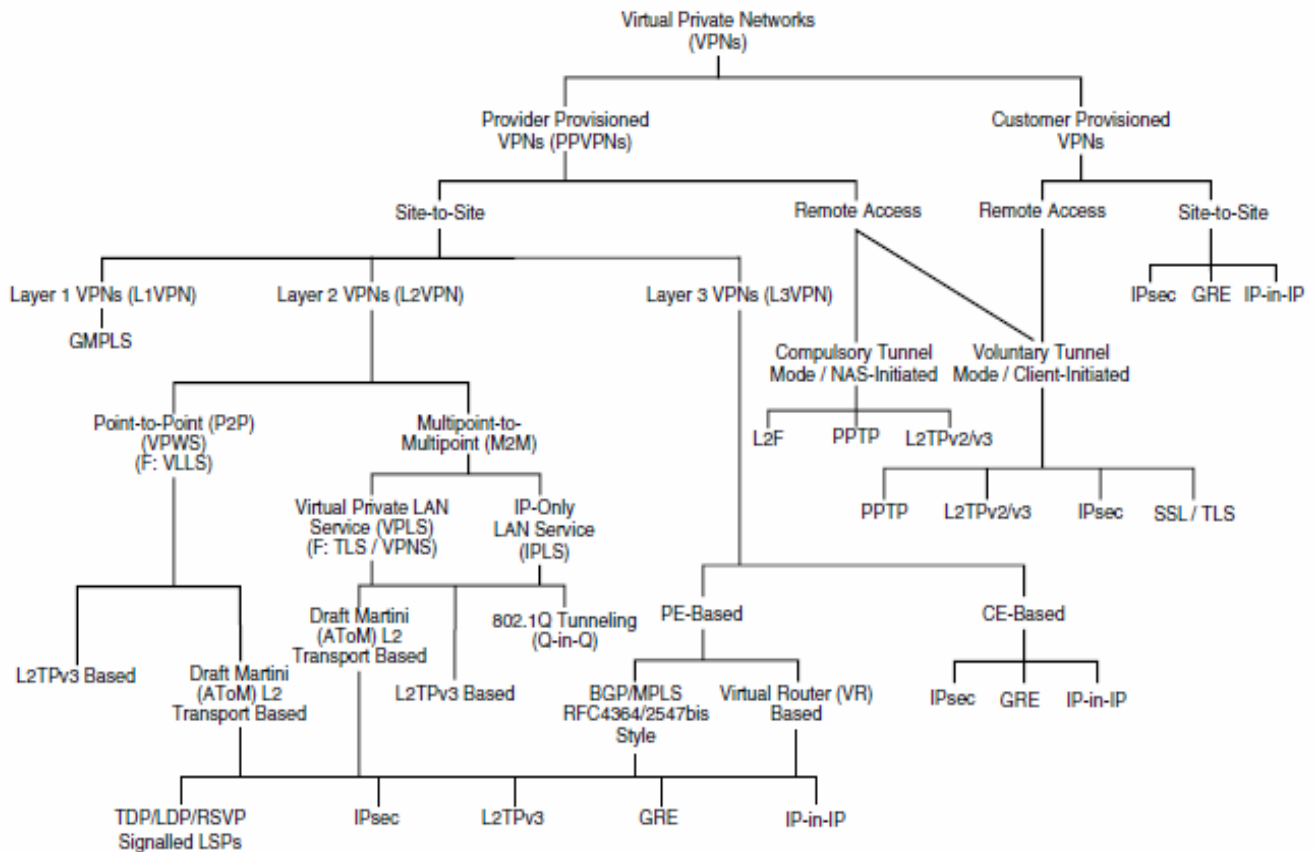 Virtual Private Networks
(VPNs)
Provider Provisioned
VPNs (PPVPNs)
Customer Provisioned
VPNs
Site-to-Site
Remote Access
Remote Access
Site-to-Site
Layer 1 VPNs (L1VPN)
Layer 2 VPNs (L2VPN)
Layer 3 VPNs (L3VPN)
IPsec
GRE
IP-in-IP
GMPLS
Compulsory Tunnel
Mode / NAS-Initiated
Voluntary Tunnel
Mode / Client-Initiated
Point-to-Point (P2P)
(VPWS)
(F: VLLS)
Multipoint-to-
Multipoint (M2M)
L2F
PPTP
L2TPv2/v3
Virtual Private LAN
Service (VPLS)
(F: TLS / VPNS)
IP-Only
LAN Service
(IPLS)
PPTP
L2TPv2/v3
IPsec
SSL / TLS
Draft Martini
(AToM) L2
Transport Based
802.1Q Tunneling
(Q-in-Q)
PE-Based
CE-Based
L2TPv3 Based
Draft Martini
(AToM) L2
Transport Based
L2TPv3 Based
BGP/MPLS
RFC4364/2547bis
Style
Virtual Router (VR)
Based
IPsec
GRE
IP-in-IP
TDP/LDP/RSVP
Signalled LSPs
IPsec
L2TPv3
GRE
IP-in-IP